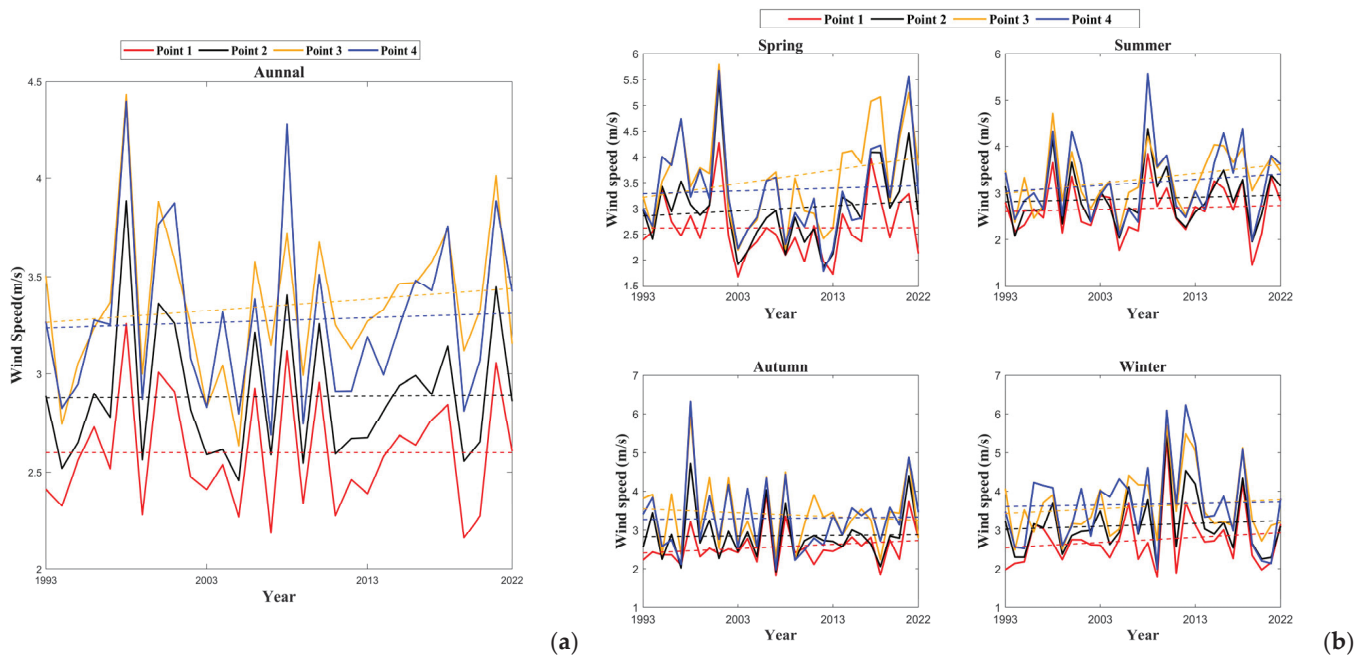 Point 1 Point 2 Point 3 Point 4
Aunnal
4.5
4
3.5
3
2.5
2
Wind Speed(m/s)
1993 2003 2013 2022
Year
(a)
Point 1 Point 2 Point 3 Point 4
Spring
6
5.5
5
4.5
4
3.5
3
2.5
2
1.5
Wind speed (m/s)
1993 2003 2013 2022
Year
Summer
6
5
4
3
2
1
Wind speed (m/s)
1993 2003 2013 2022
Year
Autumn
7
6
5
4
3
2
1
Wind speed (m/s)
1993 2003 2013 2022
Year
Winter
7
6
5
4
3
2
1
Wind speed (m/s)
1993 2003 2013 2022
Year
(b)